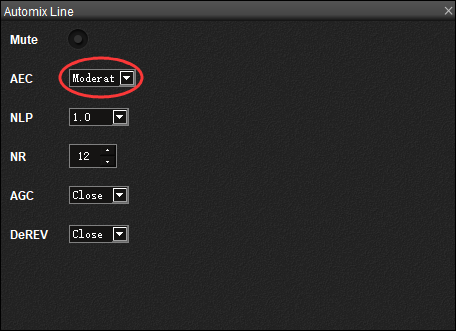 Automix Line
Mute
AEC Moderat
NLP 1.0
NR 12
AGC Close
DeREV Close